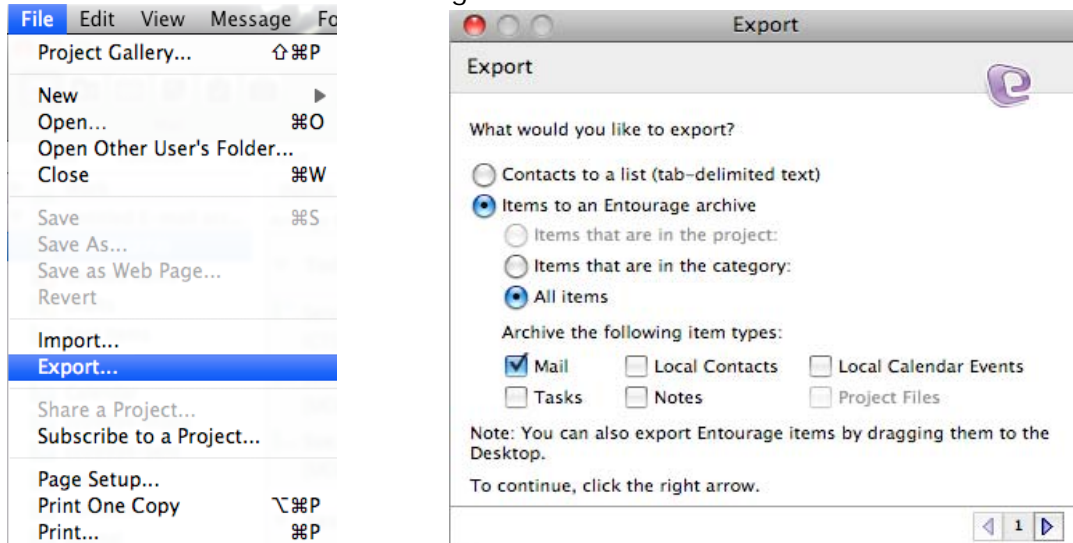 File Edit View Message Fo
Project Gallery... ⇧⌘P
New
Open... ⌘O
Open Other User's Folder...
Close ⌘W
Save ⌘S
Save As...
Save as Web Page...
Revert
Import...
Export...
Share a Project...
Subscribe to a Project...
Page Setup...
Print One Copy ⌥⌘P
Print... ⌘P
Export
Export
What would you like to export?
Contacts to a list (tab-delimited text)
Items to an Entourage archive
Items that are in the project:
Items that are in the category:
All items
Archive the following item types:
Mail Local Contacts Local Calendar Events
Tasks Notes Project Files
Note: You can also export Entourage items by dragging them to the
Desktop.
To continue, click the right arrow.
1